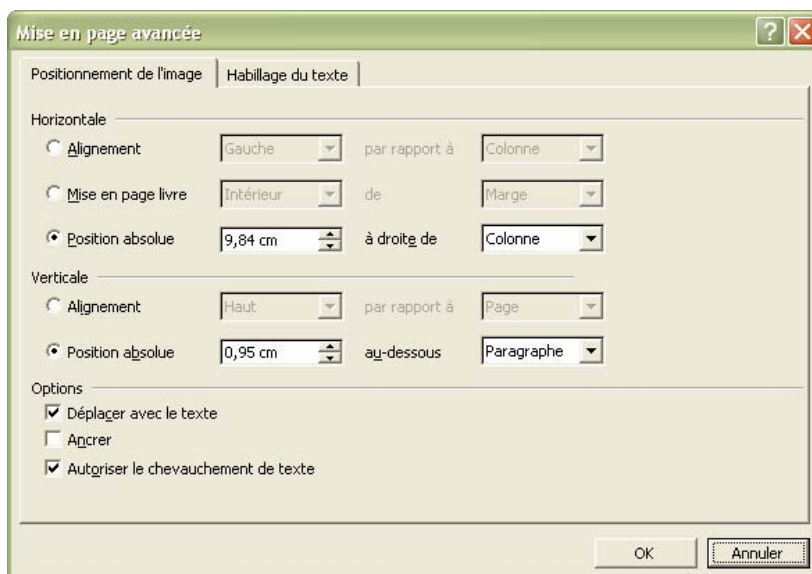 Mise en page avancée
Positionnement de l'image Habillage du texte
Horizontale
Alignement Gauche par rapport à Colonne
Mise en page livre Intérieur de Marge
Position absolue 9,84 cm à droite de Colonne
Verticale
Alignement Haut par rapport à Page
Position absolue 0,95 cm au-dessous Paragraphe
Options
Déplacer avec le texte
Ancrer
Autoriser le chevauchement de texte
OK Annuler